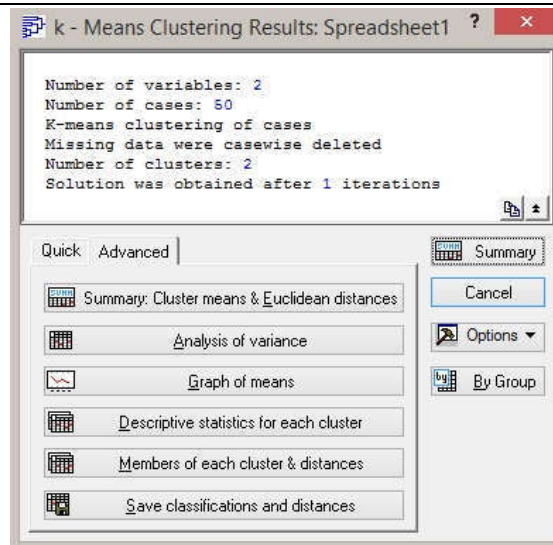 k - Means Clustering Results: Spreadsheet1 ? ×
Number of variables: 2
Number of cases: 50
K-means clustering of cases
Missing data were casewise deleted
Number of clusters: 2
Solution was obtained after 1 iterations
Quick Advanced
SUMM Summary
SUMM Summary: Cluster means & Euclidean distances
Cancel
Analysis of variance
Options
Graph of means
by By Group
Descriptive statistics for each cluster
Members of each cluster & distances
Save classifications and distances